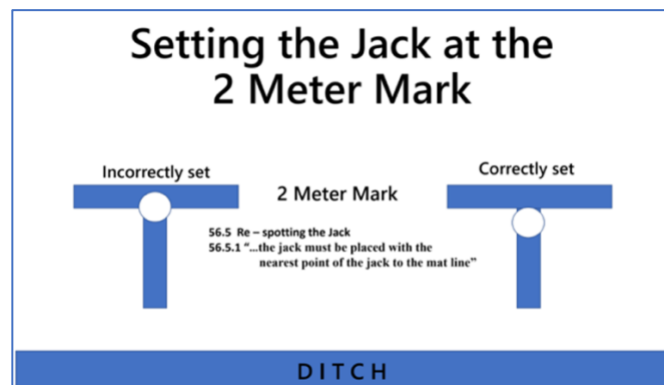 Setting the Jack at the
2 Meter Mark
Incorrectly set
Correctly set
2 Meter Mark
56.5 Re – spotting the Jack
56.5.1 “...the jack must be placed with the
nearest point of the jack to the mat line”
DITCH